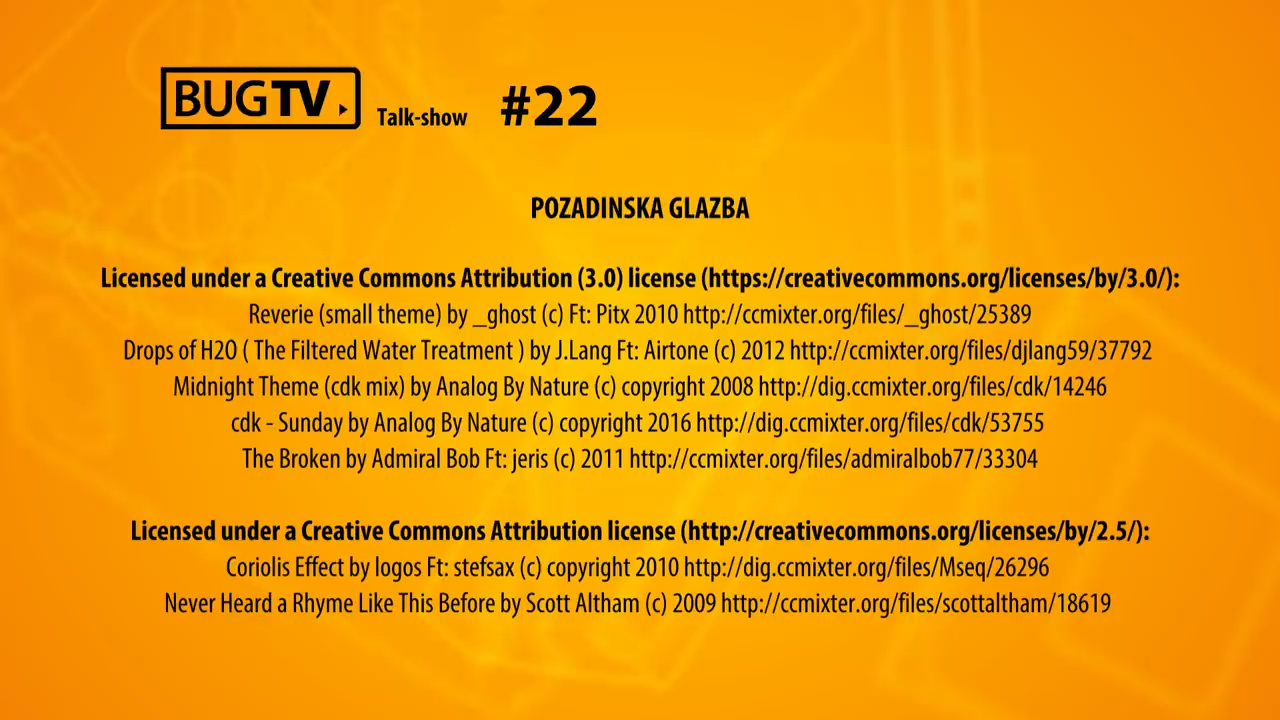 BUGTV Talk-show #22
POZADINSKA GLAZBA
Licensed under a Creative Commons Attribution (3.0) license (https://creativecommons.org/licenses/by/3.0/):
Reverie (small theme) by _ghost (c) Ft: Pitx 2010 http://ccmixter.org/files/_ghost/25389
Drops of H2O ( The Filtered Water Treatment ) by J.Lang Ft: Airtone (c) 2012 http://ccmixter.org/files/djlang59/37792
Midnight Theme (cdk mix) by Analog By Nature (c) copyright 2008 http://dig.ccmixter.org/files/cdk/14246
cdk - Sunday by Analog By Nature (c) copyright 2016 http://dig.ccmixter.org/files/cdk/53755
The Broken by Admiral Bob Ft: jeris (c) 2011 http://ccmixter.org/files/admiralbob77/33304
Licensed under a Creative Commons Attribution license (http://creativecommons.org/licenses/by/2.5/):
Coriolis Effect by logos Ft: stefsax (c) copyright 2010 http://dig.ccmixter.org/files/Mseq/26296
Never Heard a Rhyme Like This Before by Scott Altham (c) 2009 http://ccmixter.org/files/scottaltham/18619